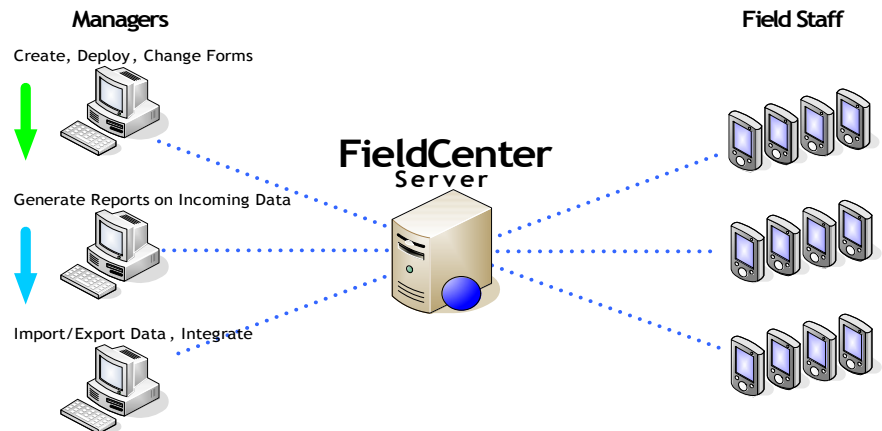 Managers
Field Staff
Create, Deploy, Change Forms
FieldCenter
Server
Generate Reports on Incoming Data
Import/Export Data, Integrate